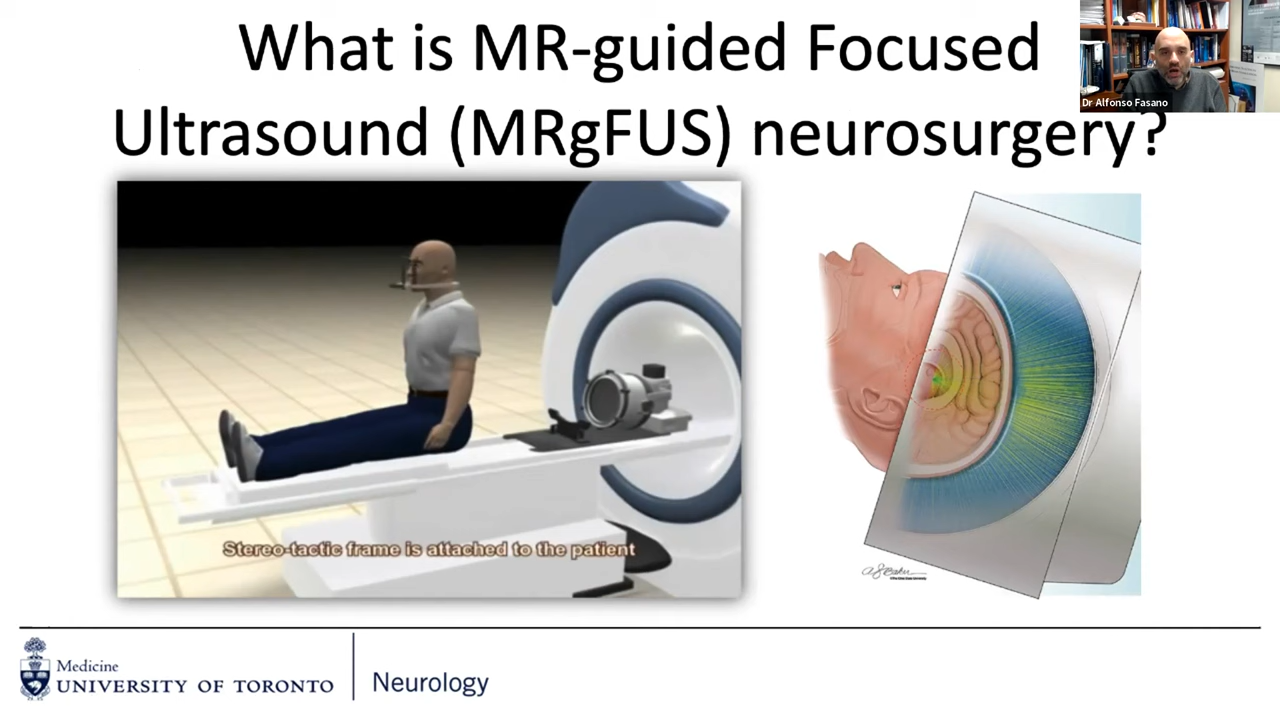 What is MR-guided Focused
Ultrasound (MRgFUS) neurosurgery?
Dr Alfonso Fasano
Stereo-tactic frame is attached to the patient
Medicine
UNIVERSITY OF TORONTO
Neurology